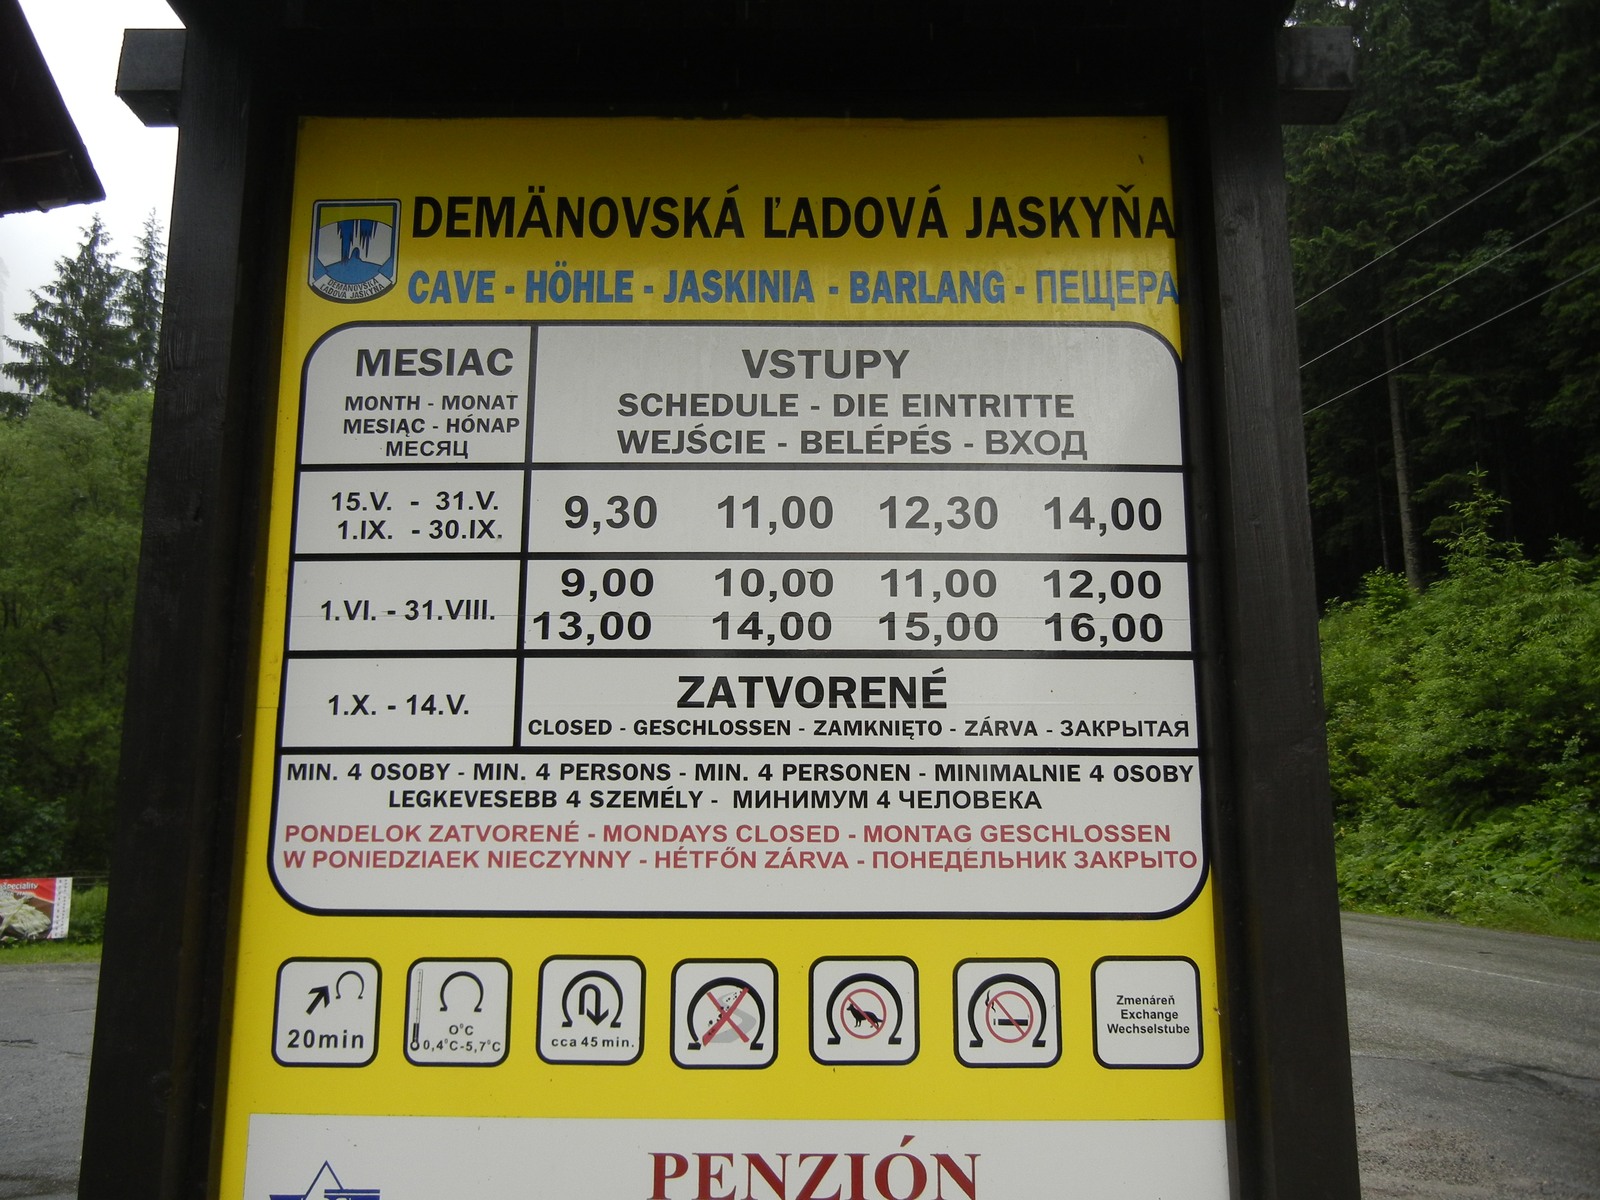 DEMÄNOVSKÁ ĽADOVÁ JASKYŇA
DEMÄNOVSKÁ
ĽADOVÁ JASKYŇA
CAVE - HÖHLE - JASKINIA - BARLANG - ПЕЩЕРА
MESIAC
MONTH - MONAT
MESIĄC - HÓNAP
МЕСЯЦ
VSTUPY
SCHEDULE - DIE EINTRITTE
WEJŚCIE - BELÉPÉS - ВХОД
15.V. - 31.V.
1.IX. - 30.IX.
9,30 11,00 12,30 14,00
1.VI. - 31.VIII.
9,00 10,00 11,00 12,00
13,00 14,00 15,00 16,00
1.X. - 14.V.
ZATVORENÉ
CLOSED - GESCHLOSSEN - ZAMKNIĘTO - ZÁRVA - ЗАКРЫТАЯ
MIN. 4 OSOBY - MIN. 4 PERSONS - MIN. 4 PERSONEN - MINIMALNIE 4 OSOBY
LEGKEVESEBB 4 SZEMÉLY - МИНИМУМ 4 ЧЕЛОВЕКА
PONDELOK ZATVORENÉ - MONDAYS CLOSED - MONTAG GESCHLOSSEN
W PONIEDZIAEK NIECZYNNY - HÉTFŐN ZÁRVA - ПОНЕДЕЛЬНИК ЗАКРЫТО
20min
O°C
0,4°C-5,7°C
cca 45 min.
Zmenáreň
Exchange
Wechselstube
speciality
PENZIÓN